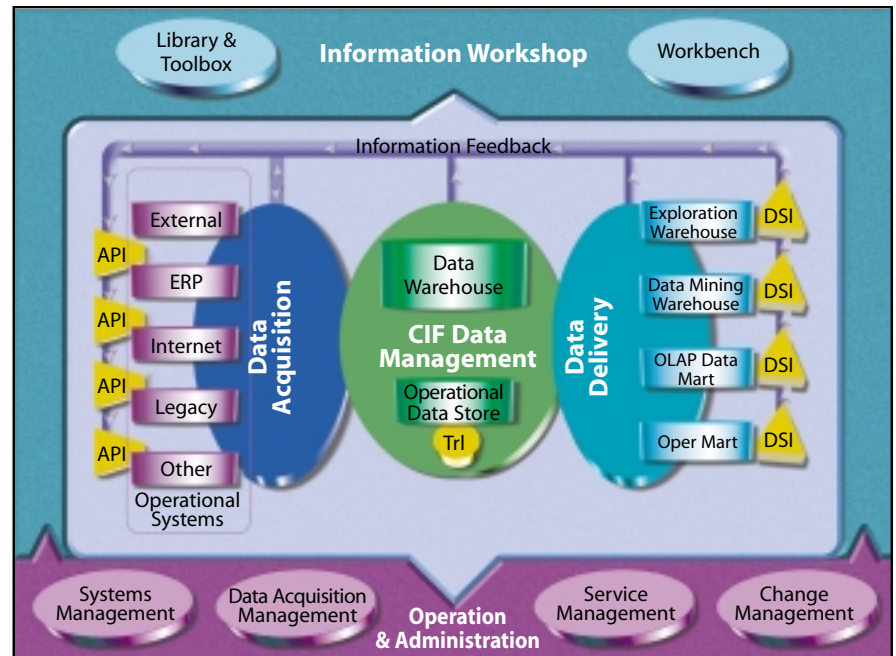 Library &
Toolbox
Information Workshop
Workbench
Information Feedback
External
API
ERP
API
Internet
API
Legacy
API
Other
Operational
Systems
Data
Acquisition
Data
Warehouse
CIF Data
Management
Operational
Data Store
Trl
Data
Delivery
Exploration
Warehouse
DSI
Data Mining
Warehouse
DSI
OLAP Data
Mart
DSI
Oper Mart
DSI
Systems
Management
Data Acquisition
Management
Operation
& Administration
Service
Management
Change
Management